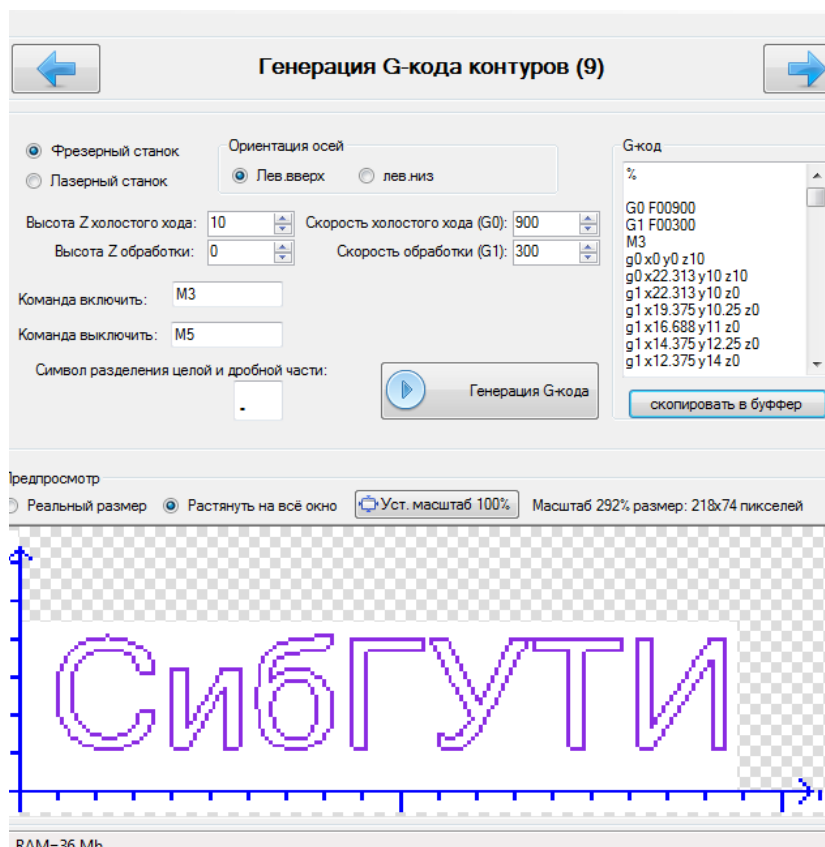 Генерация G-кода контуров (9)
Фрезерный станок
Лазерный станок
Ориентация осей
Лев.вверх
лев.низ
Высота Z холостого хода: 10
Скорость холостого хода (G0): 900
Высота Z обработки: 0
Скорость обработки (G1): 300
Команда включить: M3
Команда выключить: M5
Символ разделения целой и дробной части:
.
Генерация G-кода
G-код
%
G0 F00900
G1 F00300
M3
g0 x0 y0 z10
g0 x22.313 y10 z10
g1 x22.313 y10 z0
g1 x19.375 y10.25 z0
g1 x16.688 y11 z0
g1 x14.375 y12.25 z0
g1 x12.375 y14 z0
скопировать в буффер
Предпросмотр
Реальный размер
Растянуть на всё окно
Уст. масштаб 100%
Масштаб 292% размер: 218x74 пикселей
СибГУТИ
RAM=36 Mb